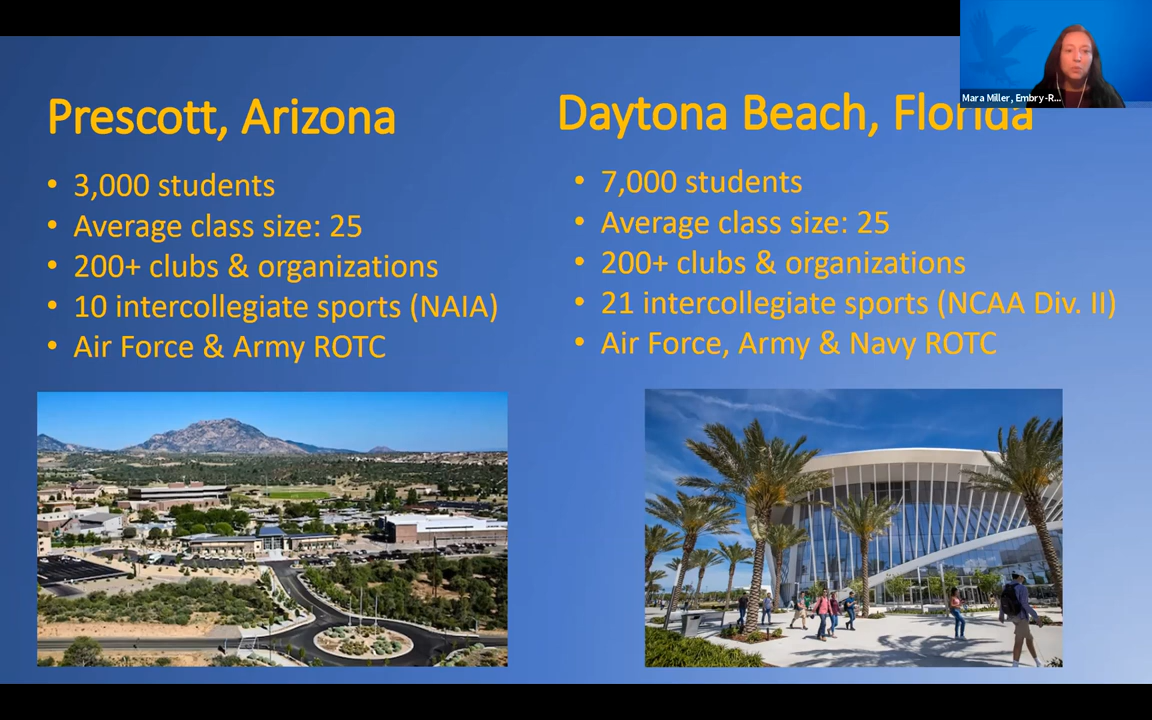 Prescott, Arizona
• 3,000 students
• Average class size: 25
• 200+ clubs & organizations
• 10 intercollegiate sports (NAIA)
• Air Force & Army ROTC
Daytona Beach, Florida
• 7,000 students
• Average class size: 25
• 200+ clubs & organizations
• 21 intercollegiate sports (NCAA Div. II)
• Air Force, Army & Navy ROTC
Mara Miller, Embry-R...